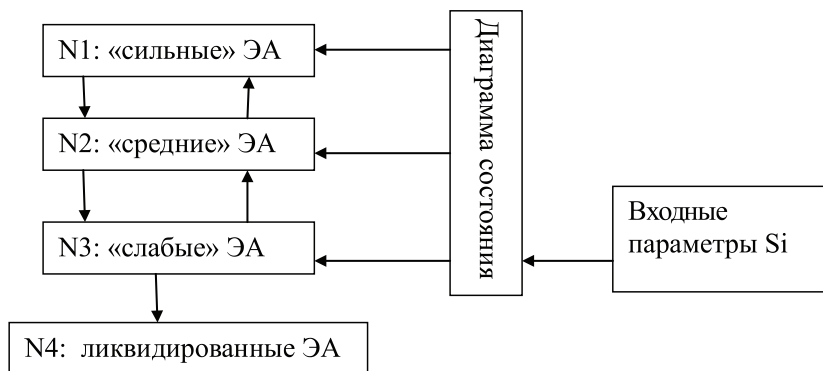 N1: «сильные» ЭА
N2: «средние» ЭА
N3: «слабые» ЭА
N4: ликвидированные ЭА
Диаграмма состояния
Входные
параметры Si